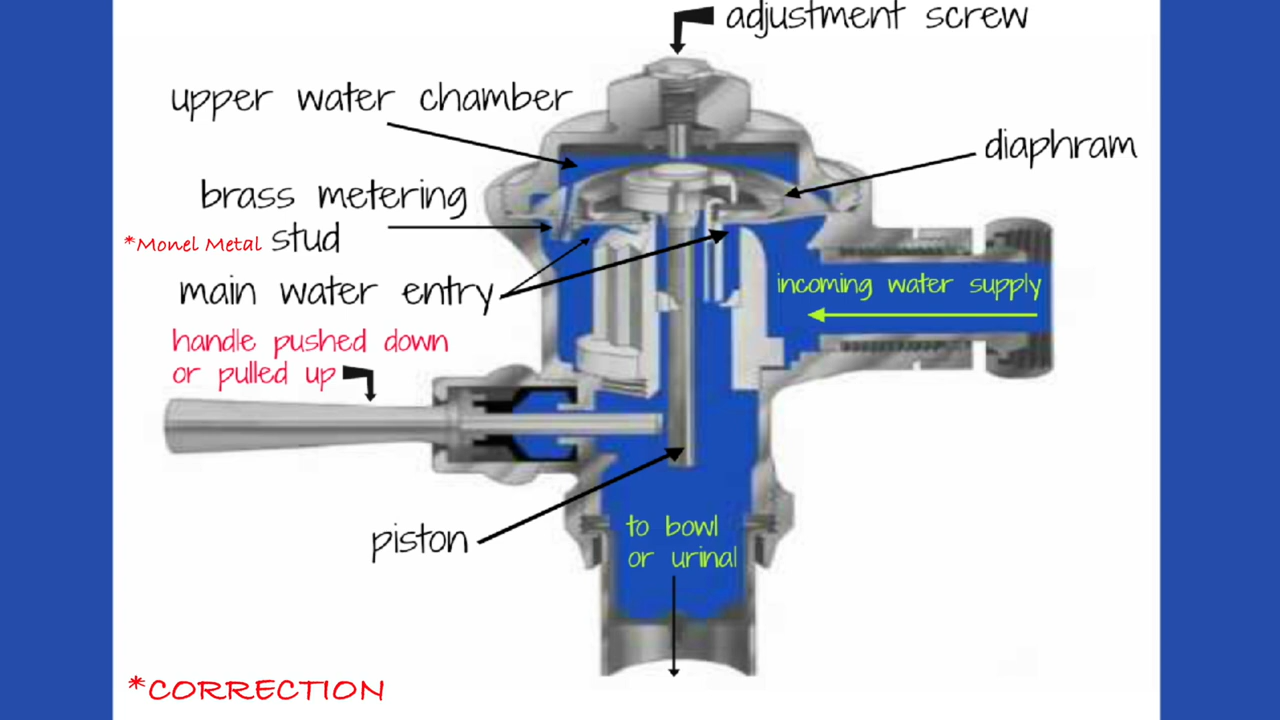 adjustment screw
upper water chamber
diaphram
brass metering
*Monel Metal stud
main water entry
incoming water supply
handle pushed down
or pulled up
piston
to bowl
or urinal
*CORRECTION